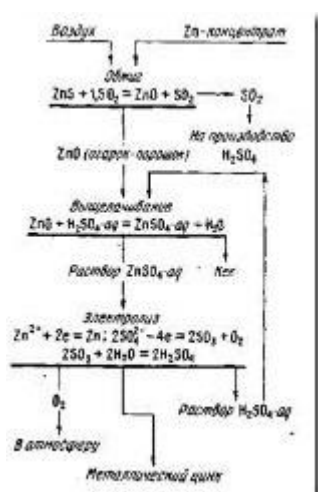 Воздух Zn-концентрат
Обжиг
ZnS + 1,5O₂ = ZnO + SO₂ → SO₂
На производство
H₂SO₄
ZnO (огарок-порошок)
Выщелачивание
ZnO + H₂SO₄·aq = ZnSO₄·aq + H₂O
Раствор ZnSO₄·aq Кек
Электролиз
Zn²⁺ + 2e = Zn; 2SO₄²⁻ − 4e = 2SO₃ + O₂
2SO₃ + 2H₂O = 2H₂SO₄
O₂ Раствор H₂SO₄·aq
В атмосферу
Металлический цинк